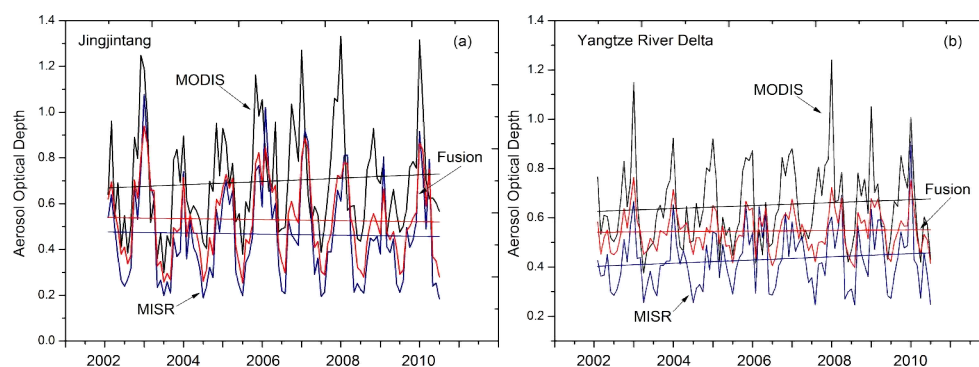 Jingjintang
(a)
MODIS
Fusion
MISR
Aerosol Optical Depth
1.4
1.2
1.0
0.8
0.6
0.4
0.2
0.0
2002 2004 2006 2008 2010
Yangtze River Delta
(b)
MODIS
Fusion
MISR
Aerosol Optical Depth
1.4
1.2
1.0
0.8
0.6
0.4
0.2
2002 2004 2006 2008 2010